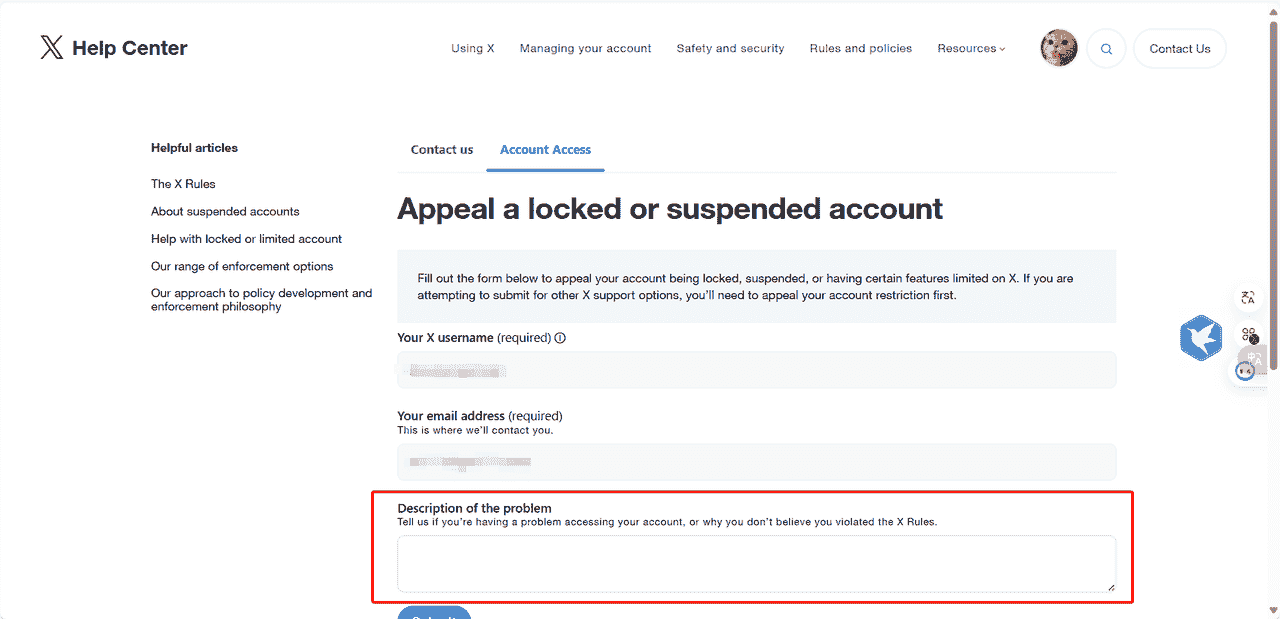 Help Center
Using X
Managing your account
Safety and security
Rules and policies
Resources
Contact Us
Helpful articles
The X Rules
About suspended accounts
Help with locked or limited account
Our range of enforcement options
Our approach to policy development and
enforcement philosophy
Contact us
Account Access
Appeal a locked or suspended account
Fill out the form below to appeal your account being locked, suspended, or having certain features limited on X. If you are
attempting to submit for other X support options, you’ll need to appeal your account restriction first.
Your X username (required)
Your email address (required)
This is where we’ll contact you.
Description of the problem
Tell us if you’re having a problem accessing your account, or why you don’t believe you violated the X Rules.